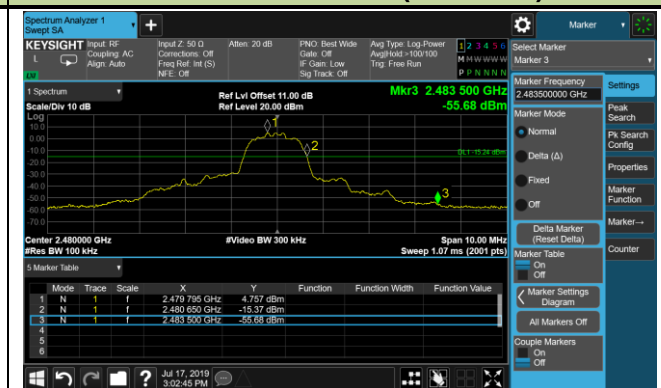 Spectrum Analyzer 1
Swept SA
Marker
KEYSIGHT
L
Input: RF
Coupling: AC
Align: Auto
Input Z: 50 Ω
Corrections: Off
Freq Ref: Int (S)
NFE: Off
Atten: 20 dB
PNO: Best Wide
Gate: Off
IF Gain: Low
Sig Track: Off
Avg Type: Log-Power
Avg|Hold:>100/100
Trig: Free Run
1 2 3 4 5 6
M W W W W W
P P N N N N
Select Marker
Marker 3
1 Spectrum
Scale/Div 10 dB
Ref Lvl Offset 11.00 dB
Ref Level 20.00 dBm
Mkr3 2.483 500 GHz
-55.68 dBm
Log
10.0
0.00
-10.0
-20.0
-30.0
-40.0
-50.0
-60.0
-70.0
1
2
3
DL1 -15.24 dBm
Center 2.480000 GHz
#Res BW 100 kHz
#Video BW 300 kHz
Span 10.00 MHz
Sweep 1.07 ms (2001 pts)
5 Marker Table
Mode Trace Scale X Y Function Function Width Function Value
1 N 1 f 2.479 795 GHz 4.757 dBm
2 N 1 f 2.480 650 GHz -15.37 dBm
3 N 1 f 2.483 500 GHz -55.68 dBm
4
5
6
Marker Frequency
2.483500000 GHz
Marker Mode
Normal
Delta (Δ)
Fixed
Off
Delta Marker
(Reset Delta)
Marker Table
On
Off
Marker Settings
Diagram
All Markers Off
Couple Markers
On
Off
Settings
Peak
Search
Pk Search
Config
Properties
Marker
Function
Marker→
Counter
Jul 17, 2019
3:02:45 PM